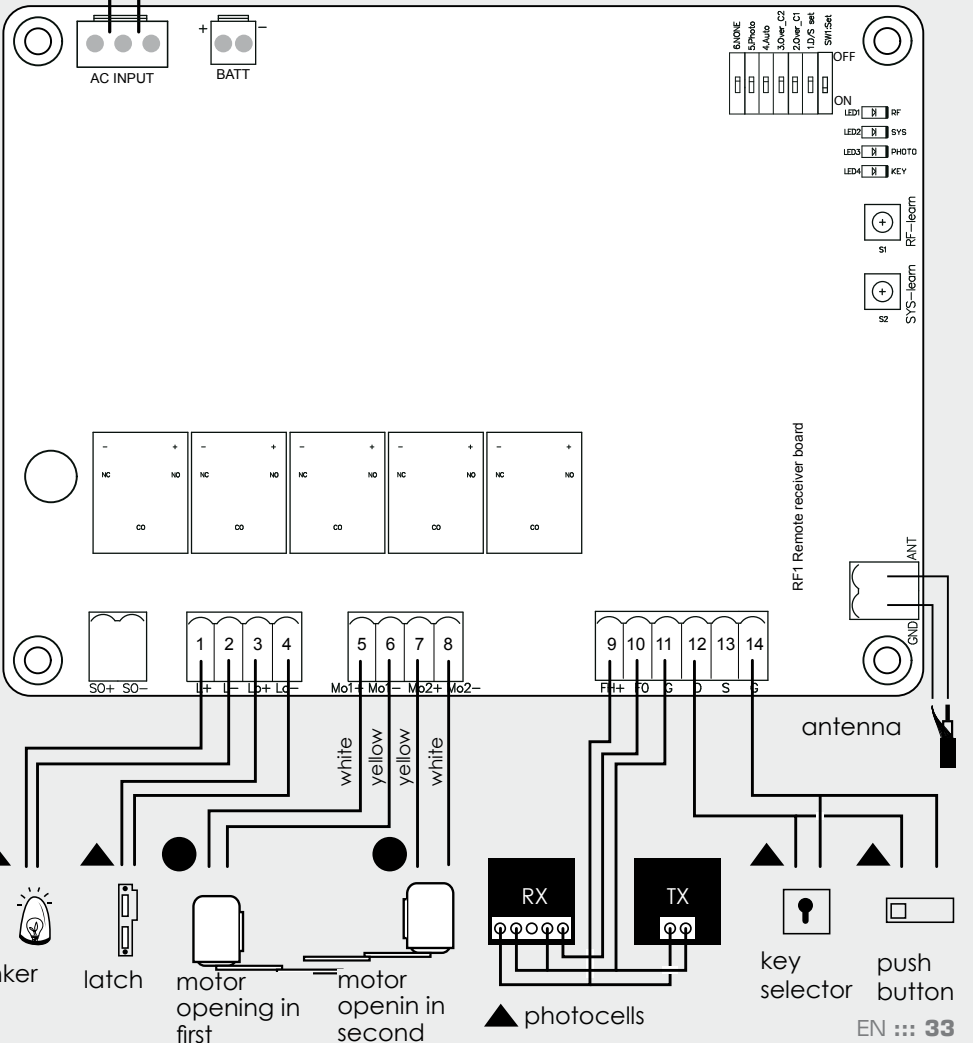 + −
AC INPUT
BATT
6.NONE
5.Photo
4.Auto
3.Over_C2
2.Over_C1
1.D/S set
SW1:Set
OFF
ON
LED1 RF
LED2 SYS
LED3 PHOTO
LED4 KEY
S1
RF-learn
S2
SYS-learn
− + − + − + − + − +
NC NO NC NO NC NO NC NO NC NO
CO CO CO CO CO
RF1 Remote receiver board
ANT
GND
1 2 3 4 5 6 7 8 9 10 11 12 13 14
SO+ SO− L+ L− Lo+ Lo− Mo1+ Mo1− Mo2+ Mo2− FH+ FO G O S G
white
yellow
yellow
white
antenna
RX
TX
latch
motor
opening in
first
motor
openin in
second
photocells
key
selector
push
button
EN ::: 33